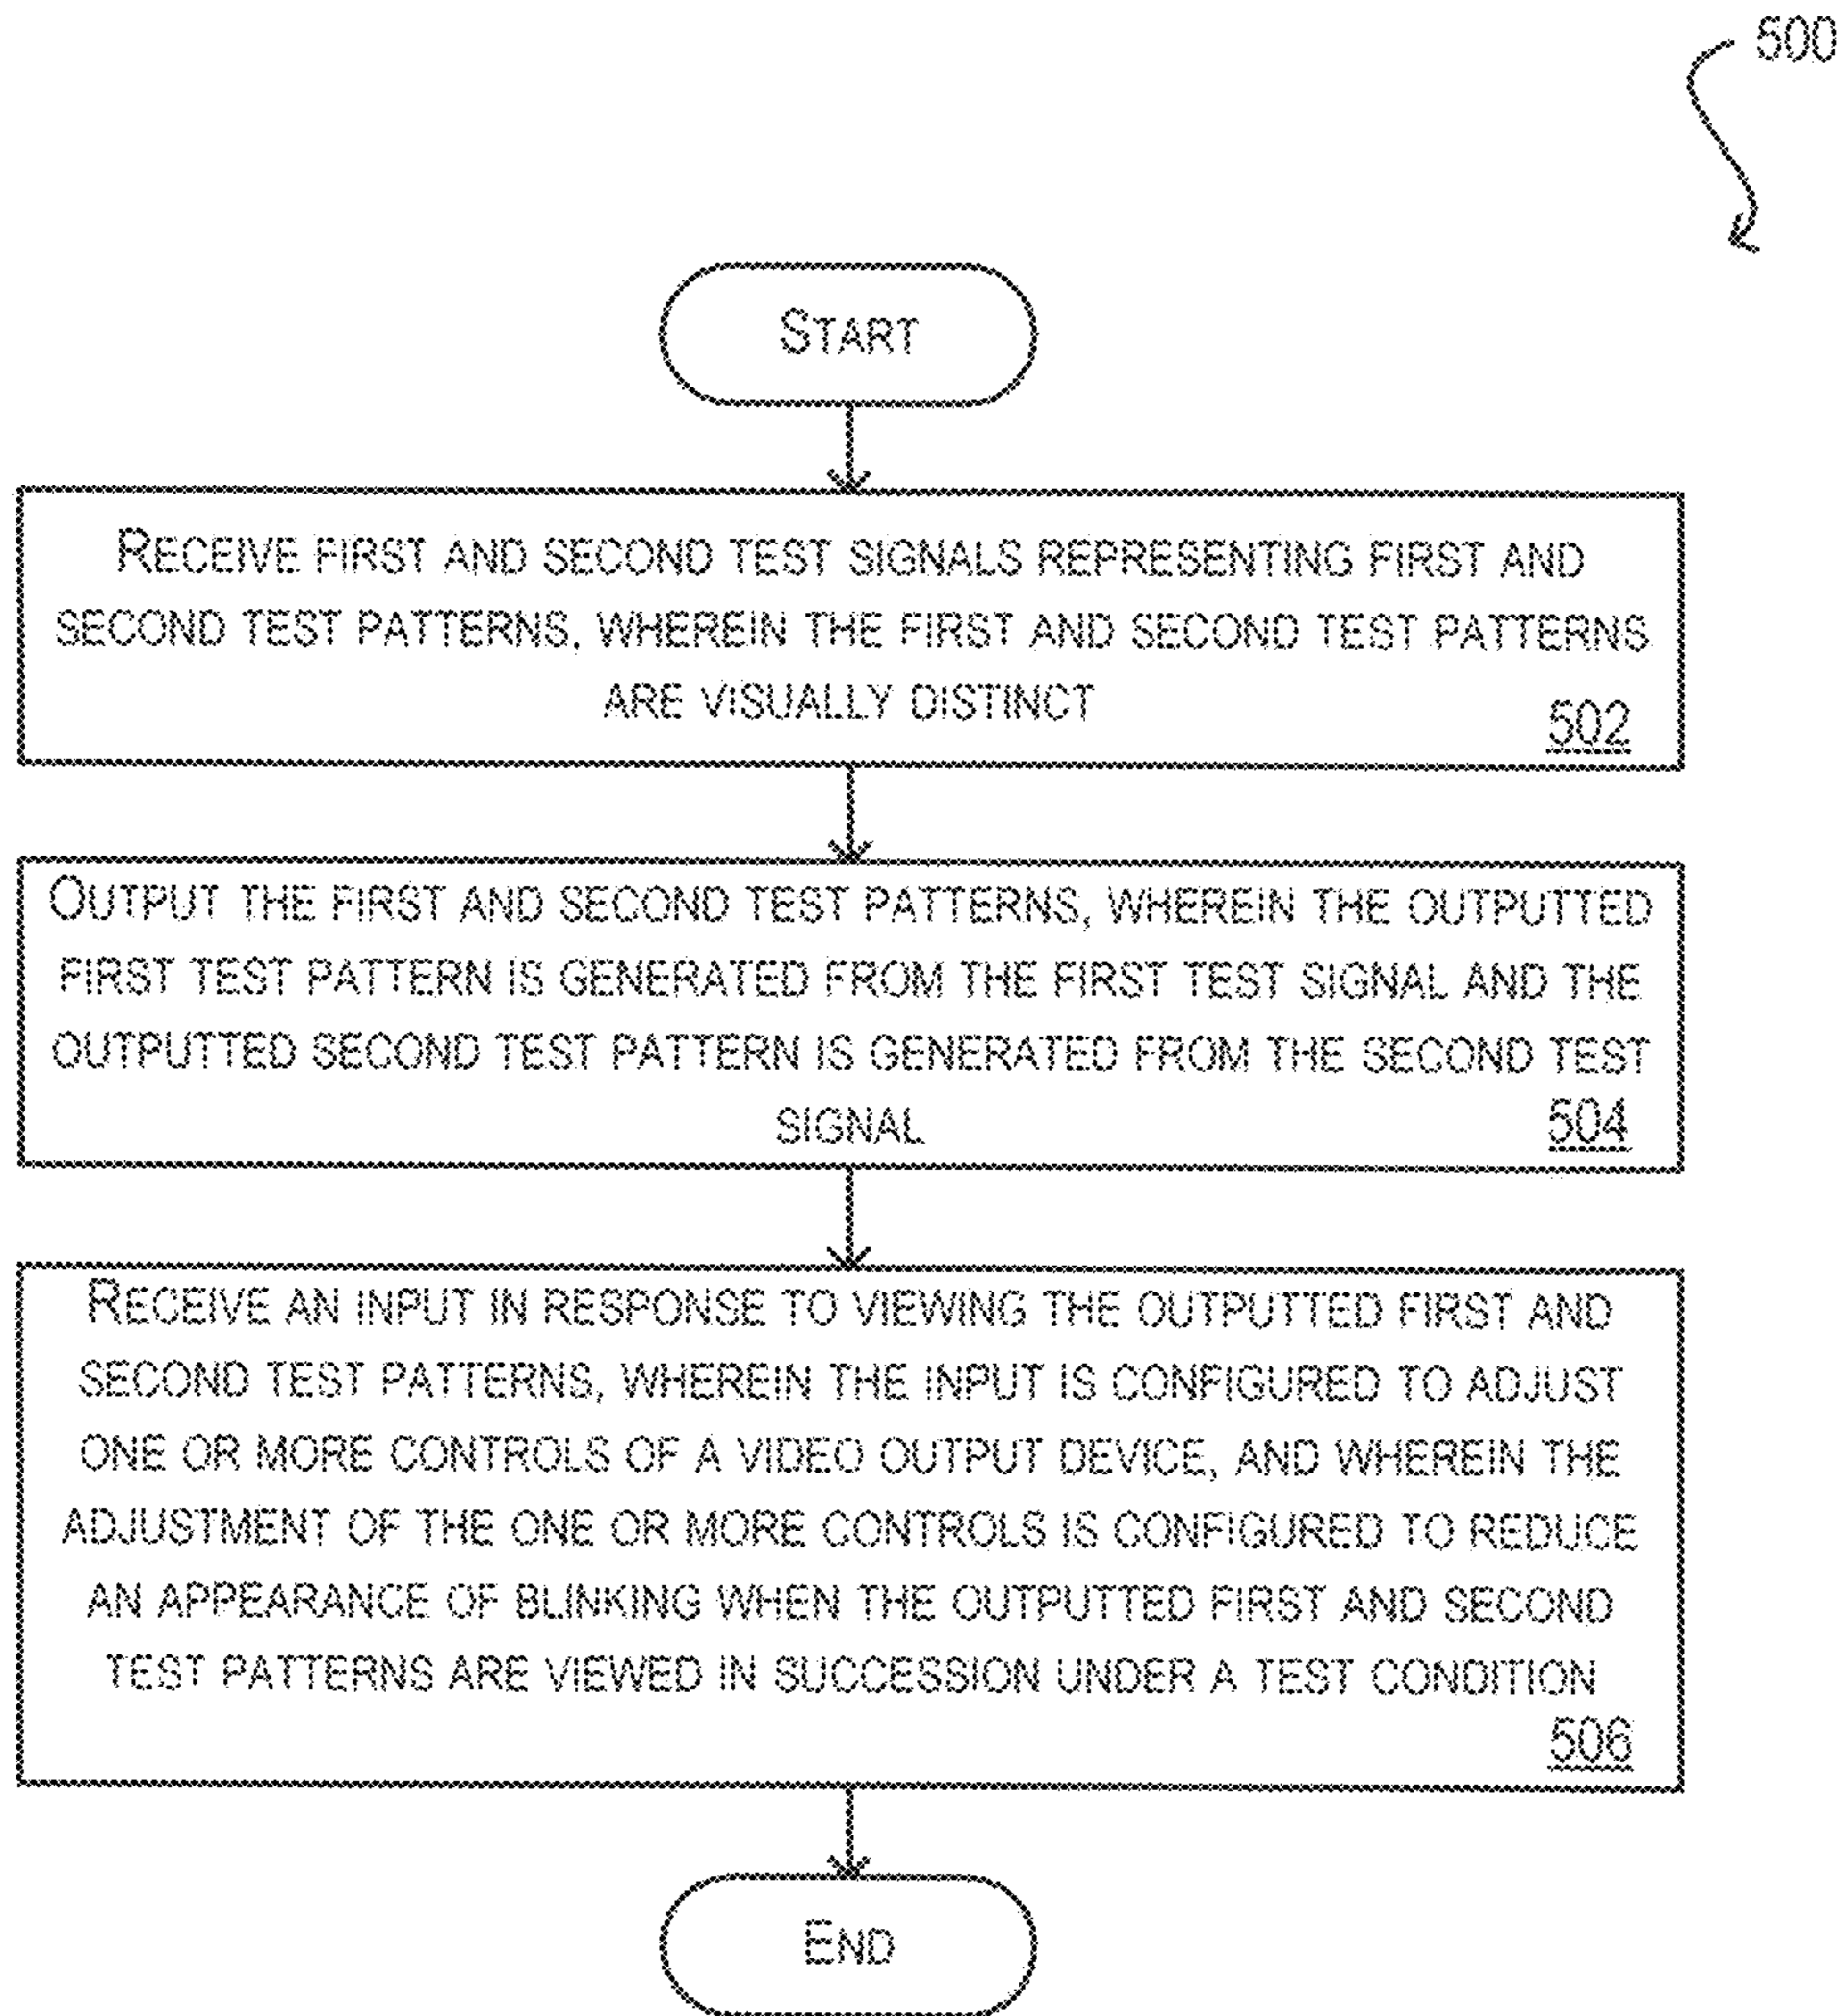 500
START
RECEIVE FIRST AND SECOND TEST SIGNALS REPRESENTING FIRST AND
SECOND TEST PATTERNS, WHEREIN THE FIRST AND SECOND TEST PATTERNS
ARE VISUALLY DISTINCT
502
OUTPUT THE FIRST AND SECOND TEST PATTERNS, WHEREIN THE OUTPUTTED
FIRST TEST PATTERN IS GENERATED FROM THE FIRST TEST SIGNAL AND THE
OUTPUTTED SECOND TEST PATTERN IS GENERATED FROM THE SECOND TEST
SIGNAL
504
RECEIVE AN INPUT IN RESPONSE TO VIEWING THE OUTPUTTED FIRST AND
SECOND TEST PATTERNS, WHEREIN THE INPUT IS CONFIGURED TO ADJUST
ONE OR MORE CONTROLS OF A VIDEO OUTPUT DEVICE, AND WHEREIN THE
ADJUSTMENT OF THE ONE OR MORE CONTROLS IS CONFIGURED TO REDUCE
AN APPEARANCE OF BLINKING WHEN THE OUTPUTTED FIRST AND SECOND
TEST PATTERNS ARE VIEWED IN SUCCESSION UNDER A TEST CONDITION
506
END